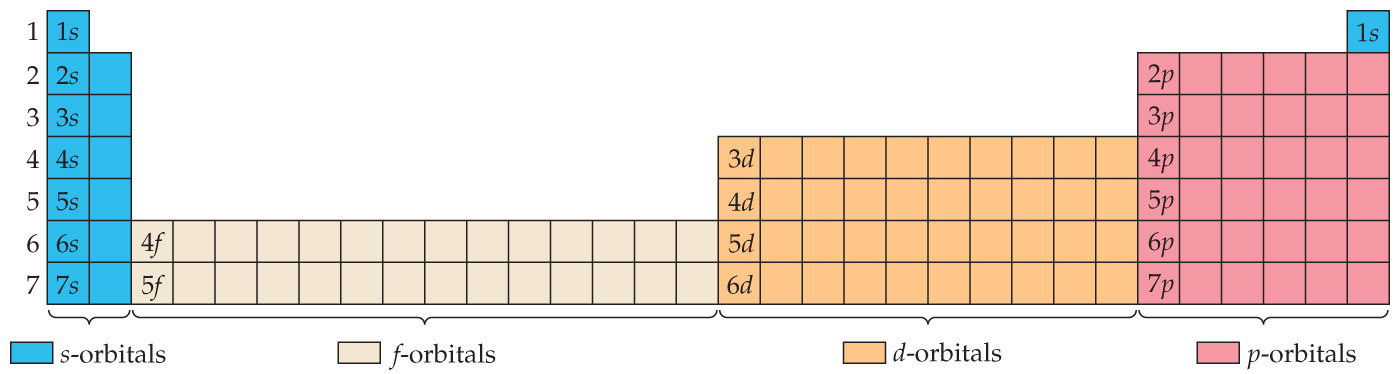 1 1s 1s
2 2s 2p
3 3s 3p
4 4s 3d 4p
5 5s 4d 5p
6 6s 4f 5d 6p
7 7s 5f 6d 7p
s-orbitals f-orbitals d-orbitals p-orbitals